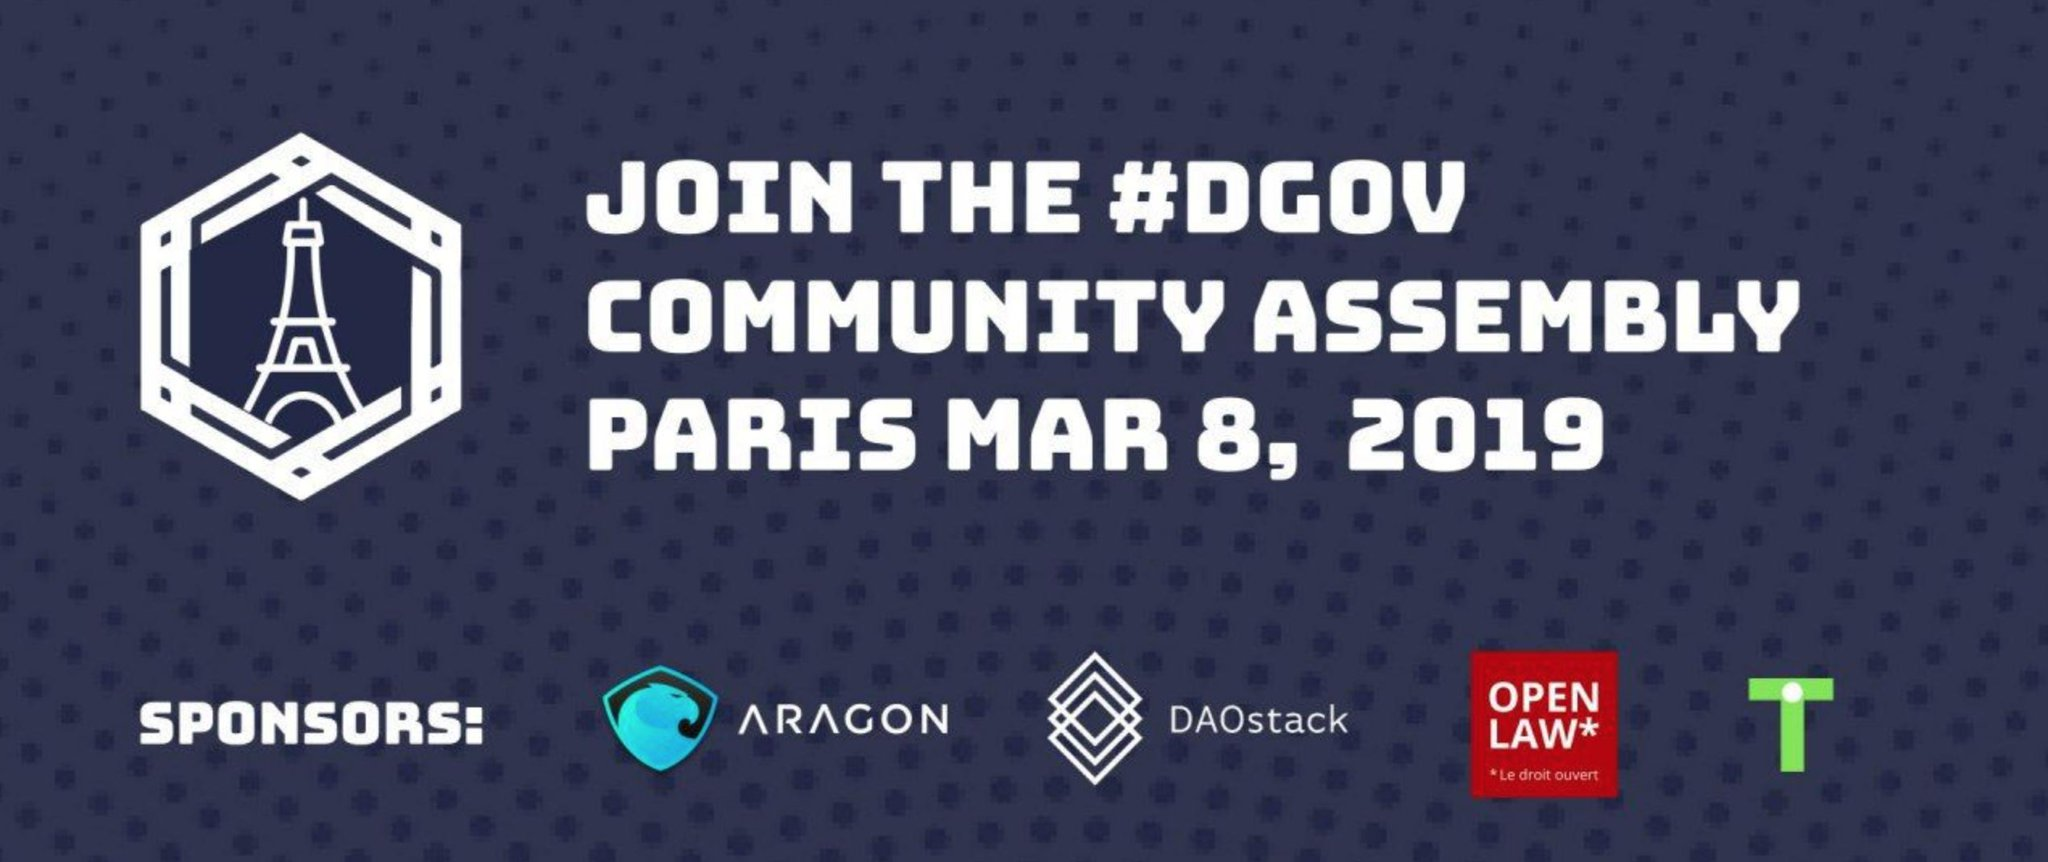 JOIN THE #DGOV
COMMUNITY ASSEMBLY
PARIS MAR 8, 2019
SPONSORS:
ARAGON
DAOstack
OPEN
LAW*
*Le droit ouvert
T